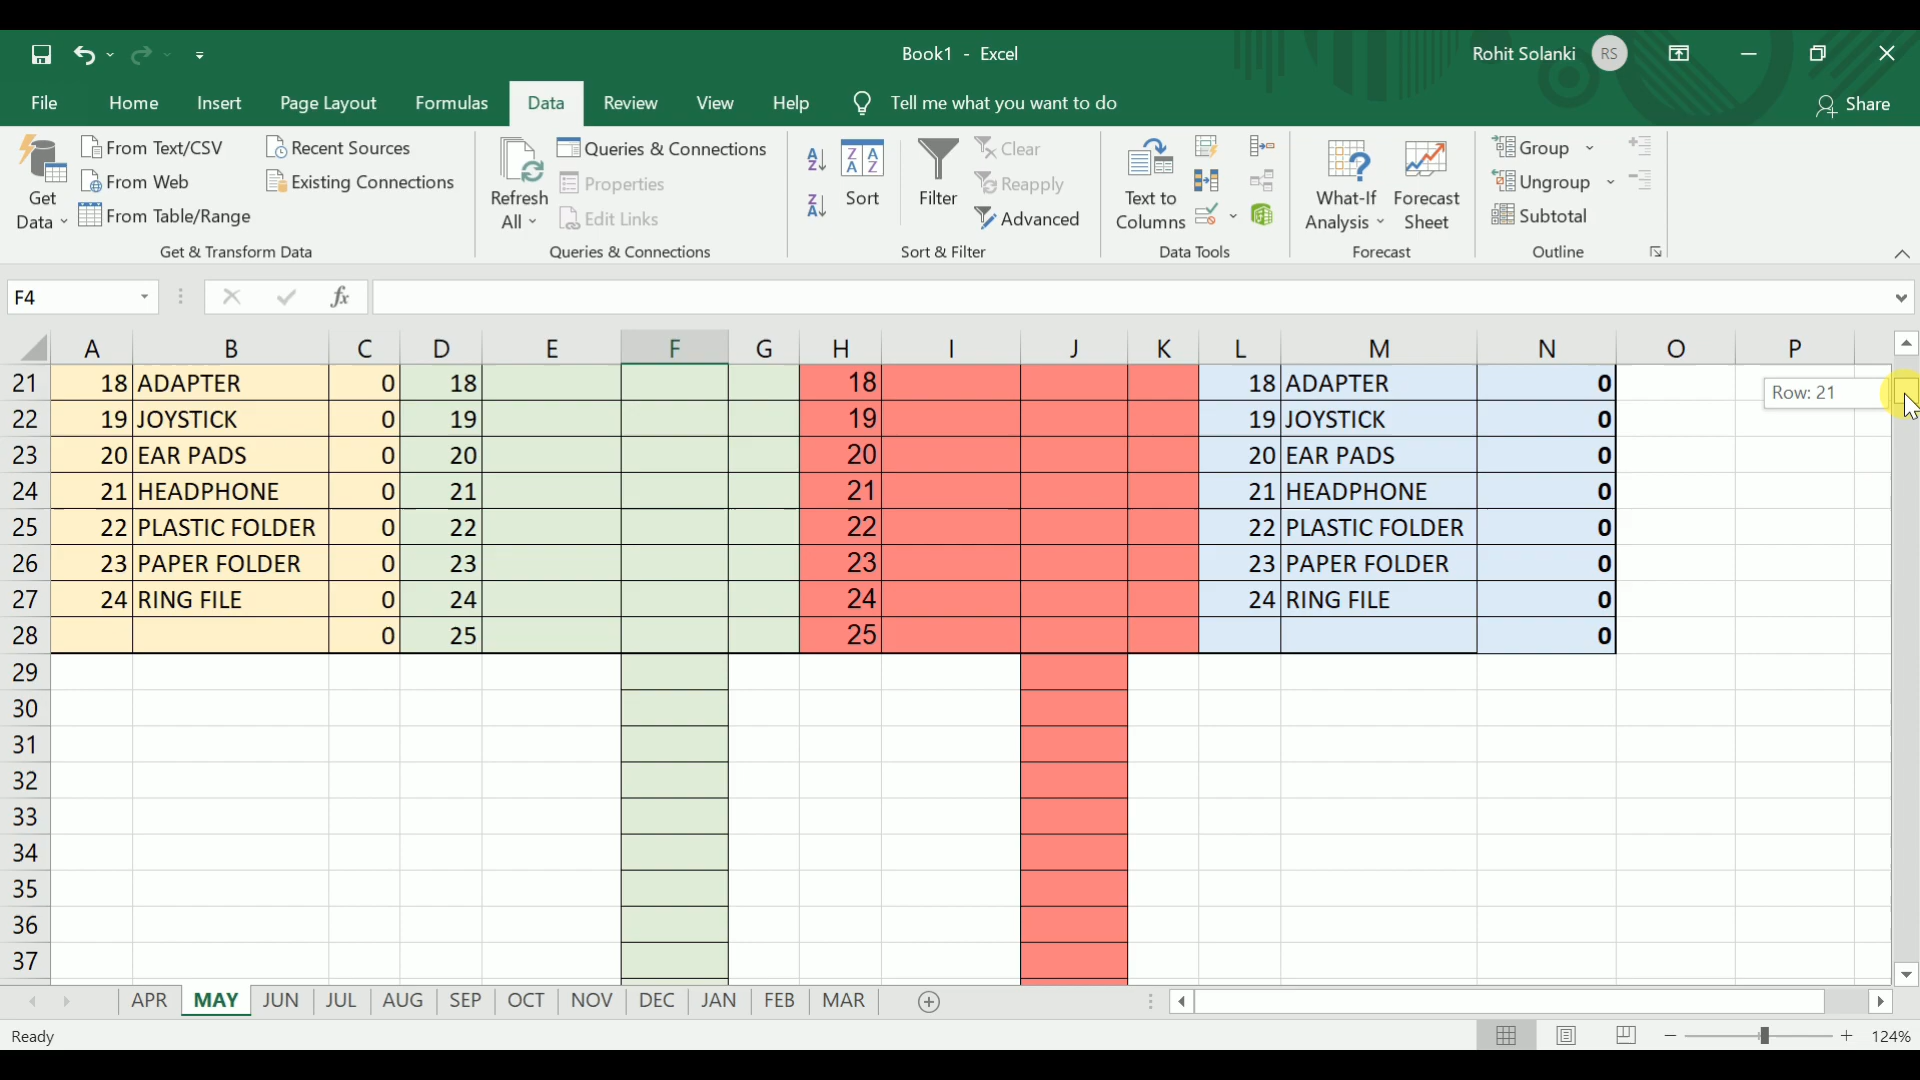 Book1 - Excel
Rohit Solanki RS
File Home Insert Page Layout Formulas Data Review View Help Tell me what you want to do Share
Get Data
From Text/CSV
From Web
From Table/Range
Recent Sources
Existing Connections
Get & Transform Data
Refresh All
Queries & Connections
Properties
Edit Links
Queries & Connections
Sort
Filter
Clear
Reapply
Advanced
Sort & Filter
Text to Columns
Data Tools
What-If Analysis
Forecast Sheet
Forecast
Group
Ungroup
Subtotal
Outline
F4 fx
A B C D E F G H I J K L M N O P
21 18 ADAPTER 0 18 18 18 ADAPTER 0 Row: 21
22 19 JOYSTICK 0 19 19 19 JOYSTICK 0
23 20 EAR PADS 0 20 20 20 EAR PADS 0
24 21 HEADPHONE 0 21 21 21 HEADPHONE 0
25 22 PLASTIC FOLDER 0 22 22 22 PLASTIC FOLDER 0
26 23 PAPER FOLDER 0 23 23 23 PAPER FOLDER 0
27 24 RING FILE 0 24 24 24 RING FILE 0
28 0 25 25 0
29
30
31
32
33
34
35
36
37
APR MAY JUN JUL AUG SEP OCT NOV DEC JAN FEB MAR
Ready 124%